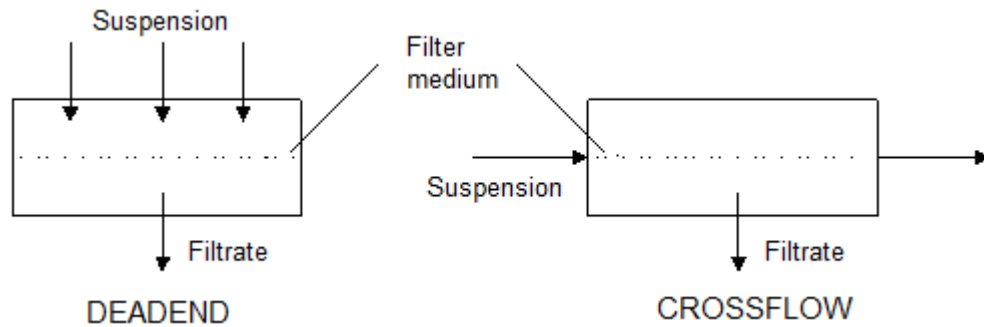 Suspension
Filter
medium
Suspension
Filtrate
Filtrate
DEADEND
CROSSFLOW